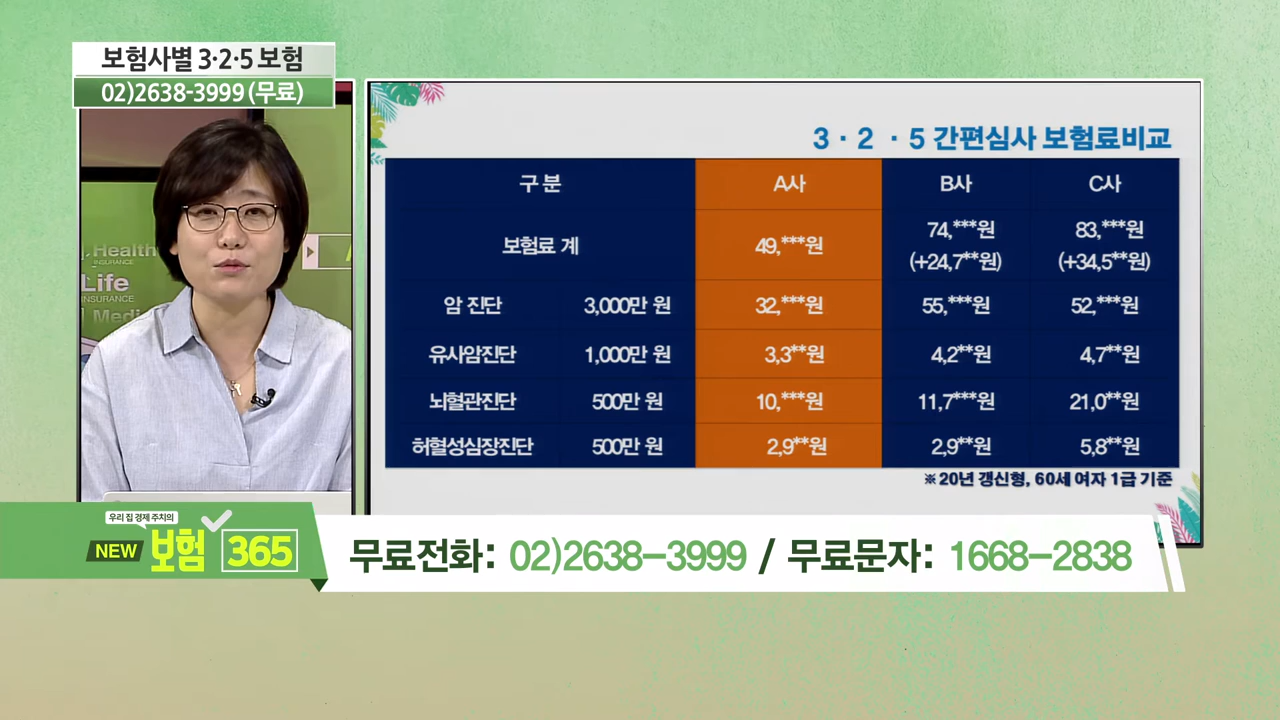 보험사별 3·2·5 보험
02)2638-3999 (무료)
Health
INSURANCE
Life
INSURANCE
Medi
3 · 2 · 5 간편심사 보험료비교
구 분 A사 B사 C사
보험료 계 49,***원 74,***원 (+24,7**원) 83,***원 (+34,5**원)
암 진단 3,000만 원 32,***원 55,***원 52,***원
유사암진단 1,000만 원 3,3**원 4,2**원 4,7**원
뇌혈관진단 500만 원 10,***원 11,7***원 21,0**원
허혈성심장진단 500만 원 2,9**원 2,9**원 5,8**원
※20년 갱신형, 60세 여자 1급 기준
우리 집 경제 주치의
NEW 보험 365
무료전화: 02)2638-3999 / 무료문자: 1668-2838